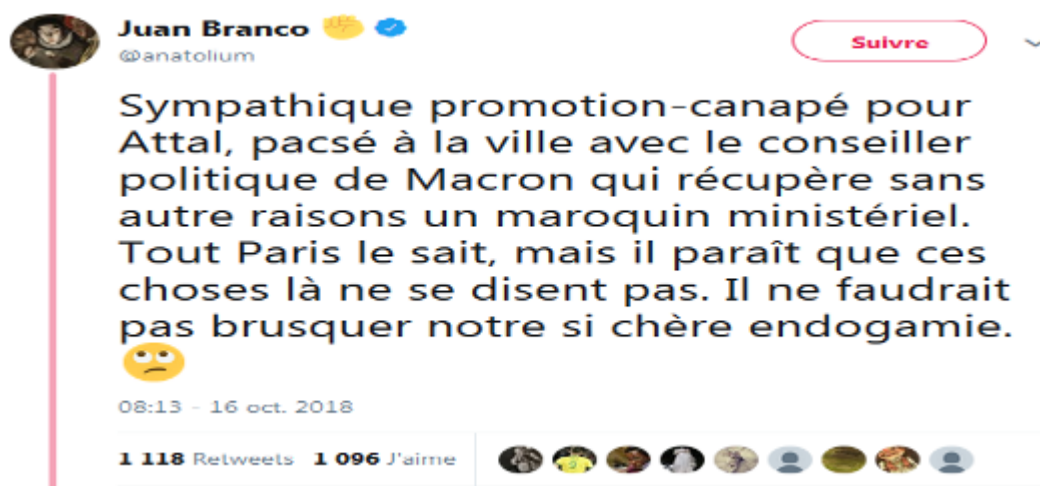 Juan Branco ✊ 
@anatolium
Suivre
Sympathique promotion-canapé pour
Attal, pacsé à la ville avec le conseiller
politique de Macron qui récupère sans
autre raisons un maroquin ministériel.
Tout Paris le sait, mais il paraît que ces
choses là ne se disent pas. Il ne faudrait
pas brusquer notre si chère endogamie.
🙄
08:13 - 16 oct. 2018
1 118 Retweets 1 096 J'aime